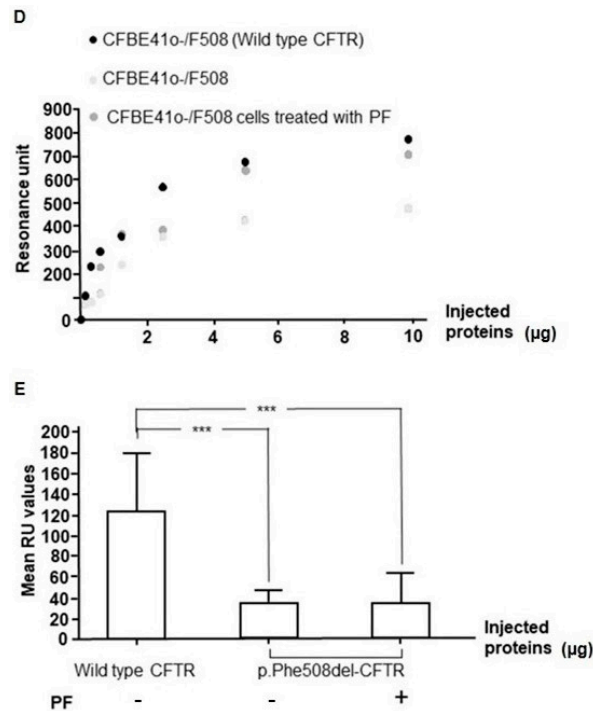 D
CFBE41o-/F508 (Wild type CFTR)
CFBE41o-/F508
CFBE41o-/F508 cells treated with PF
900
800
700
600
500
400
300
200
0
2
4
6
8
10
Resonance unit
Injected
proteins (µg)
E
***
***
200
180
160
140
120
100
80
60
40
20
0
Mean RU values
Injected
proteins (µg)
Wild type CFTR
p.Phe508del-CFTR
PF - - +